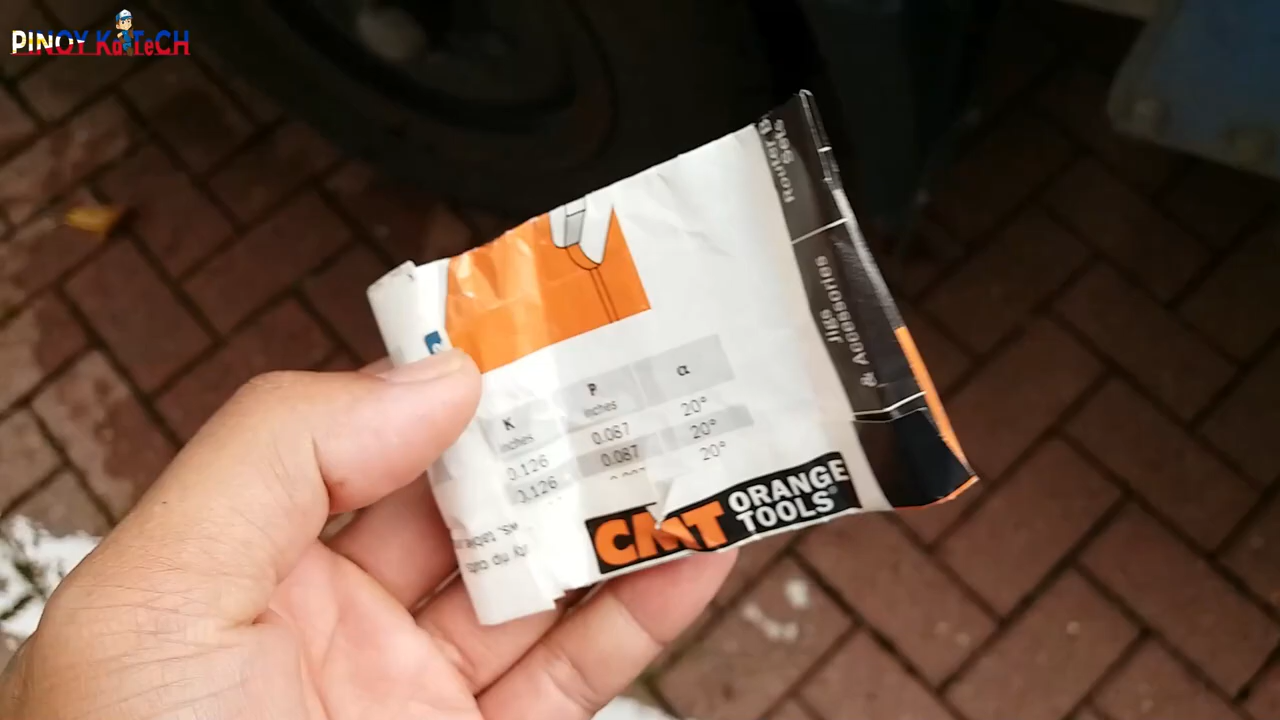 PINOY KaTeCH
Router B
Sets
Jigs
& Accessories
K
inches
P
inches
α
0.126
0.087
20°
0.126
0.087
20°
20°
CMT ORANGE
TOOLS®